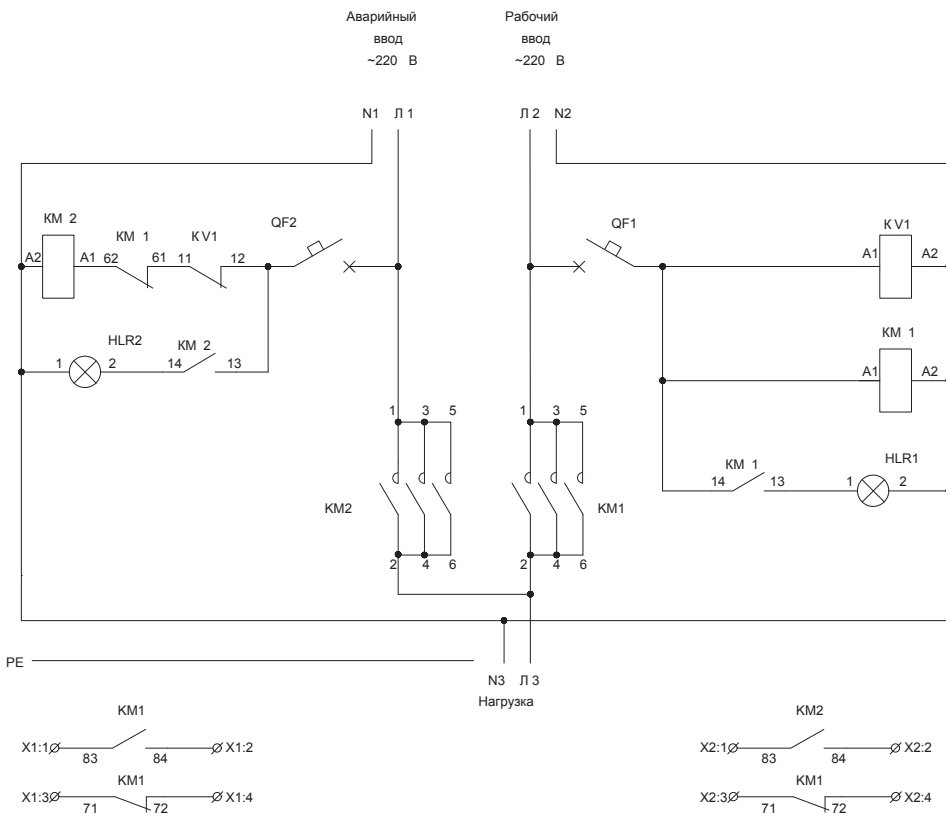 Аварийный Рабочий
ввод ввод
~220 В ~220 В
N1 Л 1 Л 2 N2
КМ 2 КМ 1 К V1 QF2 QF1 К V1
A2 A1 62 61 11 12 A1 A2
HLR2 КМ 2 КМ 1
1 2 14 13 A1 A2
1 3 5 1 3 5
КМ 1 HLR1
14 13 1 2
KM2 KM1
2 4 6 2 4 6
PE
N3 Л 3
Нагрузка
KM1 KM2
X1:1 X1:2 X2:1 X2:2
83 84 83 84
KM1 KM1
X1:3 X1:4 X2:3 X2:4
71 72 71 72